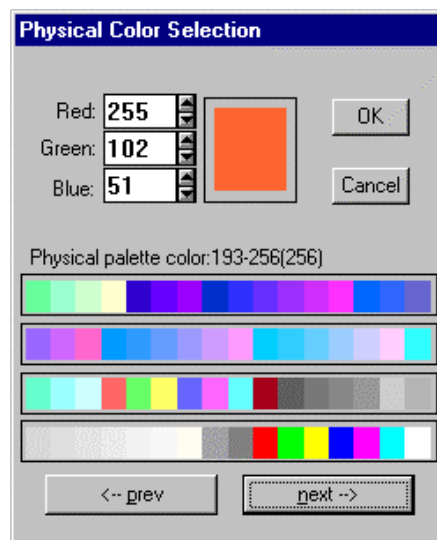 Physical Color Selection
Red: 255
OK
Green: 102
Blue: 51
Cancel
Physical palette color:193-256(256)
<-- prev
next -->